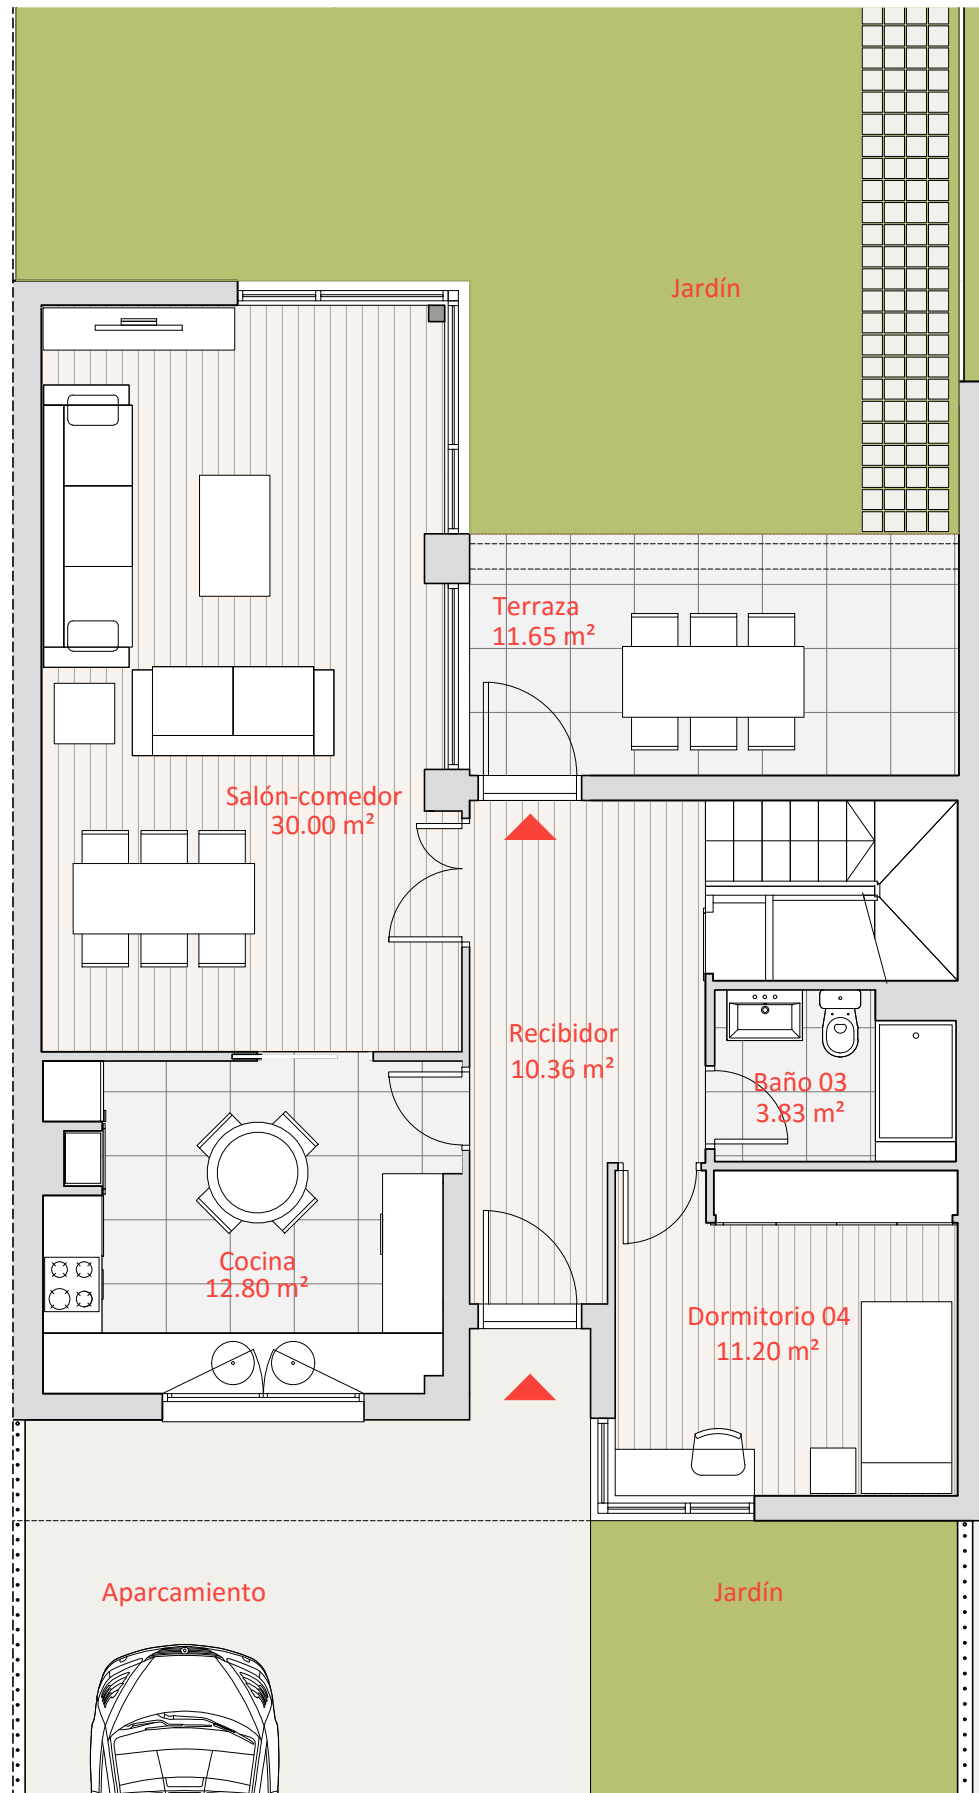 Jardín
Terraza
11.65 m²
Salón-comedor
30.00 m²
Recibidor
10.36 m²
Baño 03
3.83 m²
Cocina
12.80 m²
Dormitorio 04
11.20 m²
Aparcamiento
Jardín